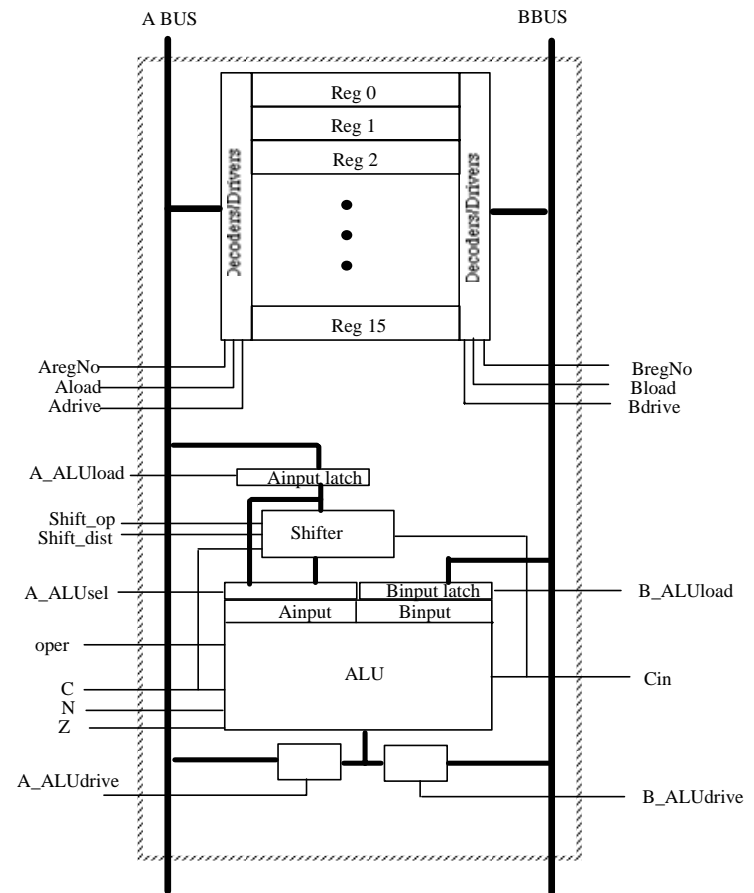 A BUS
BBUS
Reg 0
Reg 1
Reg 2
Decoders/Drivers
Decoders/Drivers
Reg 15
AregNo
Aload
Adrive
BregNo
Bload
Bdrive
A_ALUload
Ainput latch
Shift_op
Shift_dist
Shifter
A_ALUsel
Binput latch
B_ALUload
Ainput
Binput
oper
ALU
C
Cin
N
Z
A_ALUdrive
B_ALUdrive